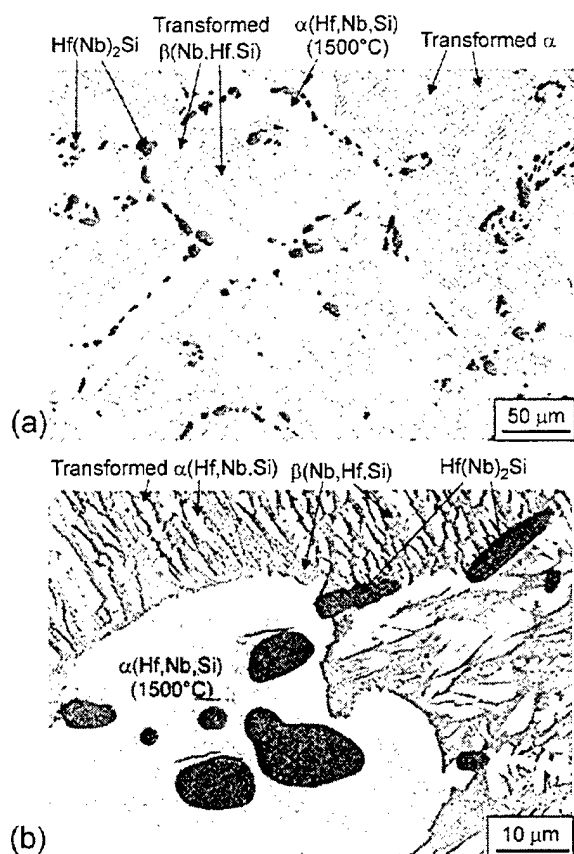 Hf(Nb)₂Si
Transformed
β(Nb.Hf.Si)
α(Hf,Nb,Si)
(1500°C)
Transformed α
(a)
50 μm
Transformed α(Hf,Nb.Si)
β(Nb,Hf,Si)
Hf(Nb)₂Si
α(Hf,Nb,Si)
(1500°C)
(b)
10 μm